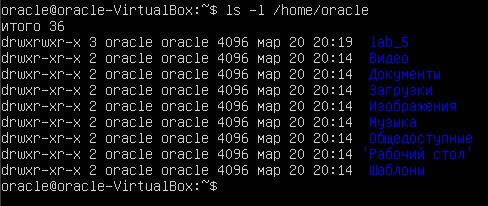 oracle@oracle-VirtualBox:~$ ls -l /home/oracle
итого 36
drwxrwxr-x 3 oracle oracle 4096 мар 20 20:19 lab_5
drwxr-xr-x 2 oracle oracle 4096 мар 20 20:14 Видео
drwxr-xr-x 2 oracle oracle 4096 мар 20 20:14 Документы
drwxr-xr-x 2 oracle oracle 4096 мар 20 20:14 Загрузки
drwxr-xr-x 2 oracle oracle 4096 мар 20 20:14 Изображения
drwxr-xr-x 2 oracle oracle 4096 мар 20 20:14 Музыка
drwxr-xr-x 2 oracle oracle 4096 мар 20 20:14 Общедоступные
drwxr-xr-x 2 oracle oracle 4096 мар 20 20:14 'Рабочий стол'
drwxr-xr-x 2 oracle oracle 4096 мар 20 20:14 Шаблоны
oracle@oracle-VirtualBox:~$